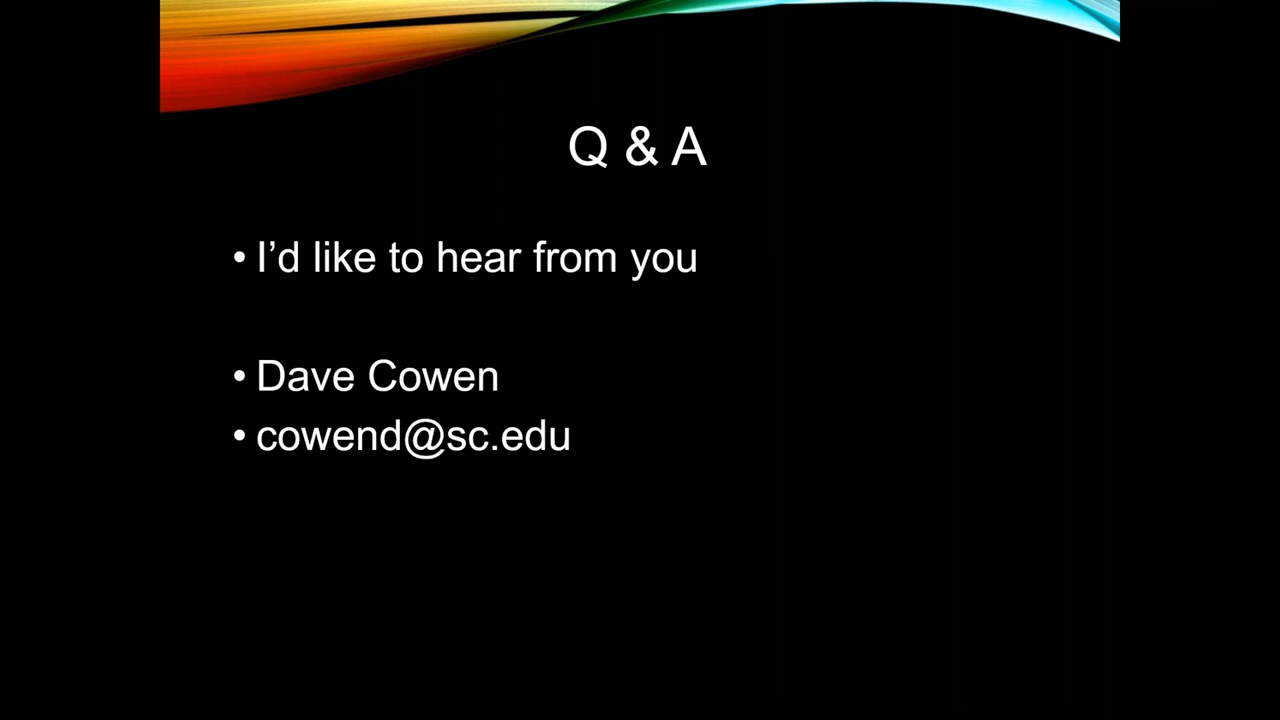 Q & A
• I’d like to hear from you
• Dave Cowen
• cowend@sc.edu